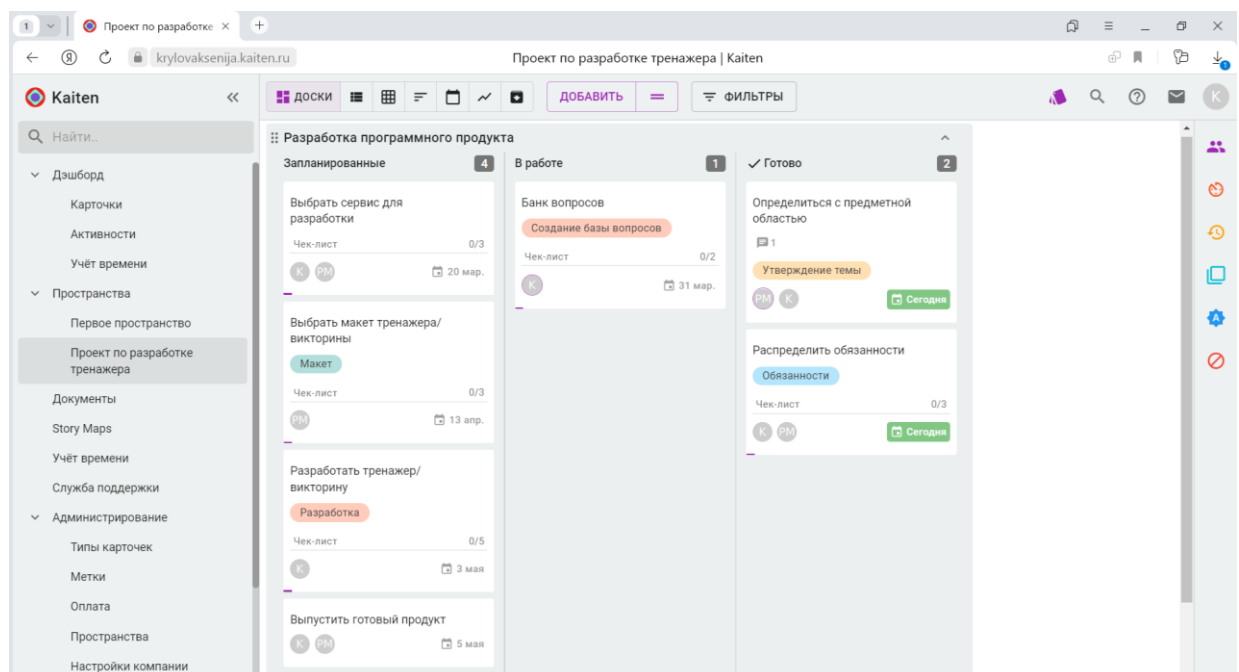 1
Проект по разработке
krylovaksenija.kaiten.ru
Проект по разработке тренажера | Kaiten
Kaiten
ДОСКИ
ДОБАВИТЬ
ФИЛЬТРЫ
K
Найти..
Дэшборд
Карточки
Активности
Учёт времени
Пространства
Первое пространство
Проект по разработке
тренажера
Документы
Story Maps
Учёт времени
Служба поддержки
Администрирование
Типы карточек
Метки
Оплата
Пространства
Настройки компании
Разработка программного продукта
Запланированные 4
Выбрать сервис для
разработки
Чек-лист 0/3
K PM 20 мар.
Выбрать макет тренажера/
викторины
Макет
Чек-лист 0/3
PM 13 апр.
Разработать тренажер/
викторину
Разработка
Чек-лист 0/5
K 3 мая
Выпустить готовый продукт
K PM 5 мая
В работе 1
Банк вопросов
Создание базы вопросов
Чек-лист 0/2
K 31 мар.
Готово 2
Определиться с предметной
областью
1
Утверждение темы
PM K Сегодня
Распределить обязанности
Обязанности
Чек-лист 0/3
K PM Сегодня
A